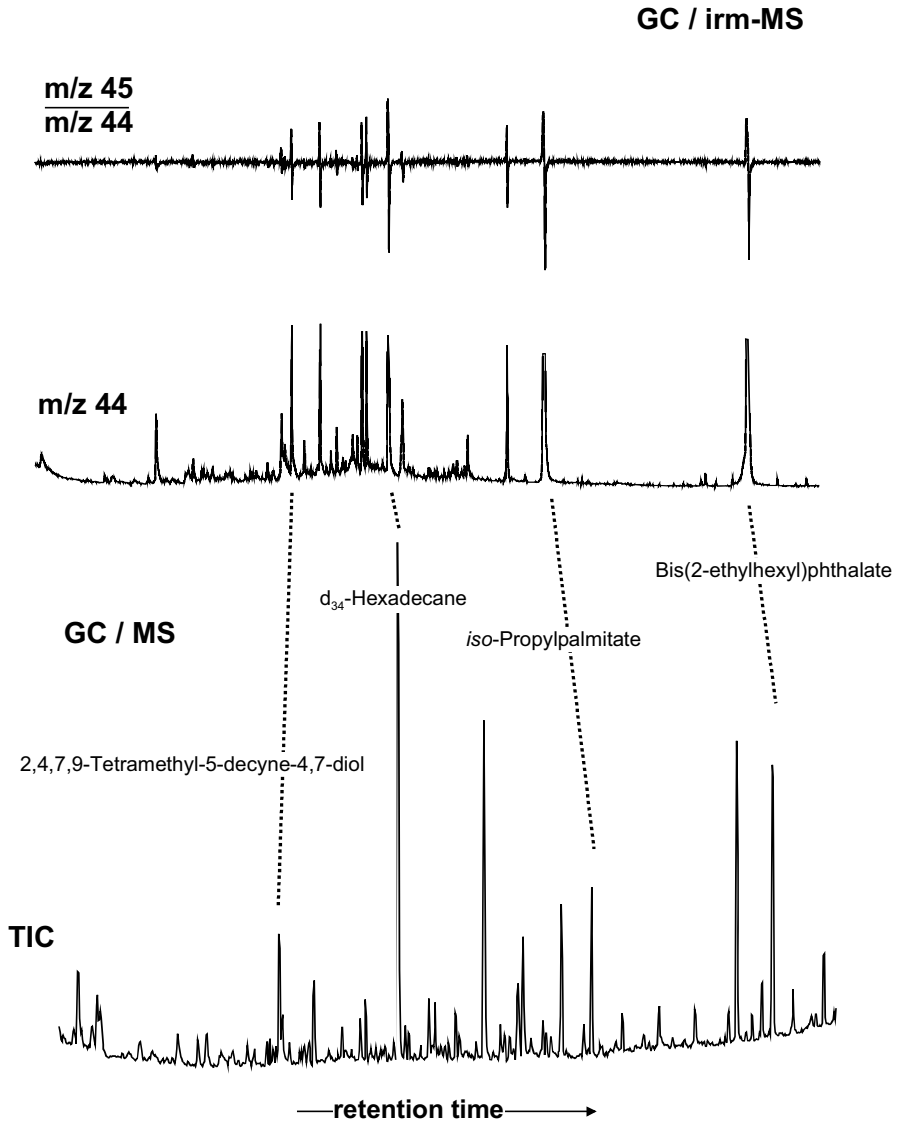 GC / irm-MS
m/z 45
m/z 44
m/z 44
Bis(2-ethylhexyl)phthalate
d₃₄-Hexadecane
GC / MS
iso-Propylpalmitate
2,4,7,9-Tetramethyl-5-decyne-4,7-diol
TIC
retention time